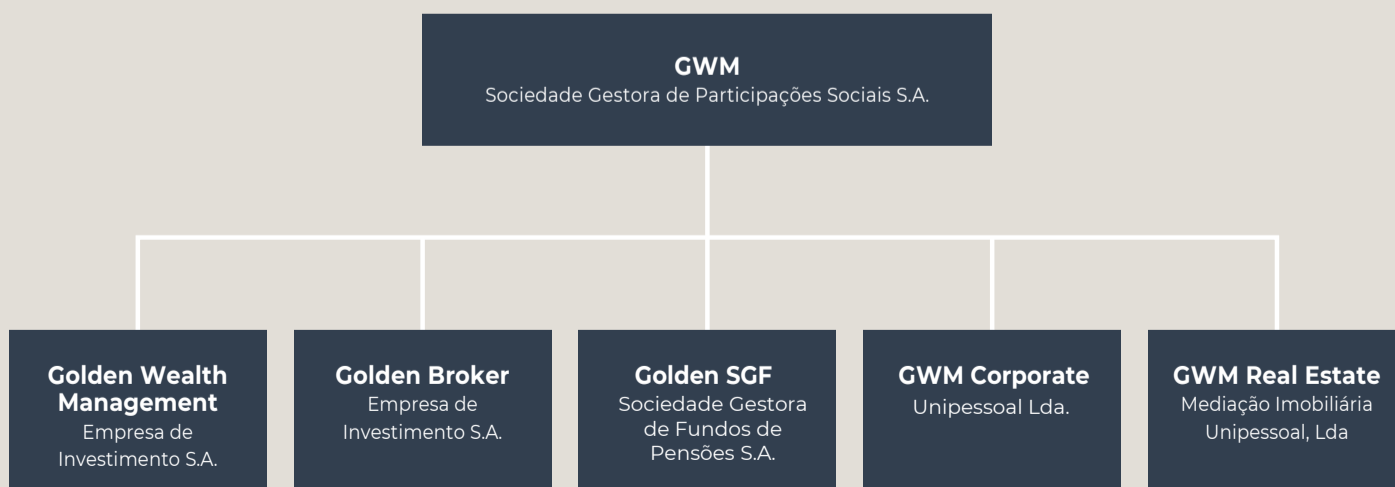 GWM
Sociedade Gestora de Participações Sociais S.A.
Golden Wealth
Management
Empresa de
Investimento S.A.
Golden Broker
Empresa de
Investimento S.A.
Golden SGF
Sociedade Gestora
de Fundos de
Pensões S.A.
GWM Corporate
Unipessoal Lda.
GWM Real Estate
Mediação Imobiliária
Unipessoal, Lda